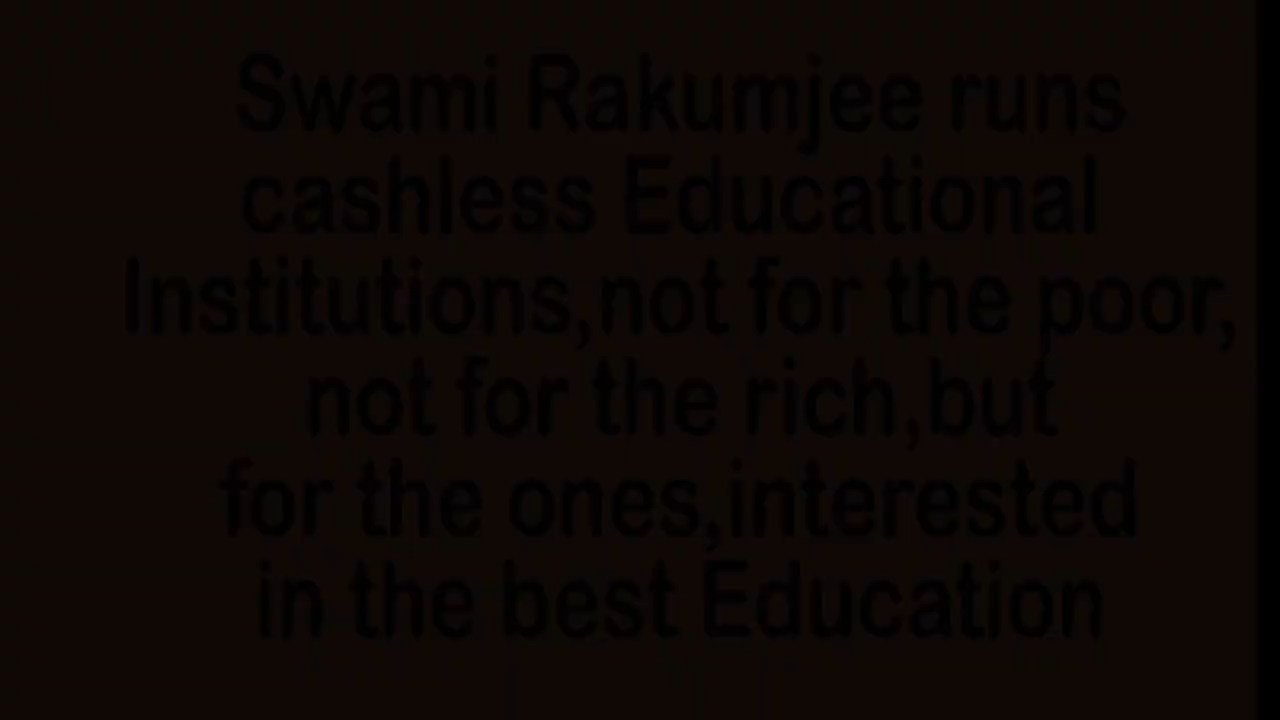 Swami Rakumjee runs
cashless Educational
Institutions,not for the poor,
not for the rich,but
for the ones,interested
in the best Education